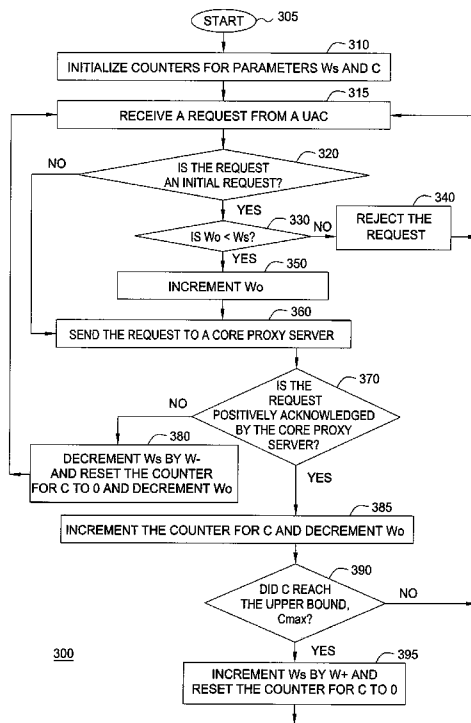 START
305
310
INITIALIZE COUNTERS FOR PARAMETERS Ws AND C
315
RECEIVE A REQUEST FROM A UAC
320
NO
IS THE REQUEST
AN INITIAL REQUEST?
YES
330
340
IS Wo < Ws?
NO
REJECT THE
REQUEST
YES
350
INCREMENT Wo
360
SEND THE REQUEST TO A CORE PROXY SERVER
370
IS THE
REQUEST
POSITIVELY ACKNOWLEDGED
BY THE CORE PROXY
SERVER?
NO
380
DECREMENT Ws BY W-
AND RESET THE COUNTER
FOR C TO 0 AND DECREMENT Wo
YES
385
INCREMENT THE COUNTER FOR C AND DECREMENT Wo
390
DID C REACH
THE UPPER BOUND,
Cmax?
NO
YES
300
395
INCREMENT Ws BY W+ AND
RESET THE COUNTER FOR C TO 0